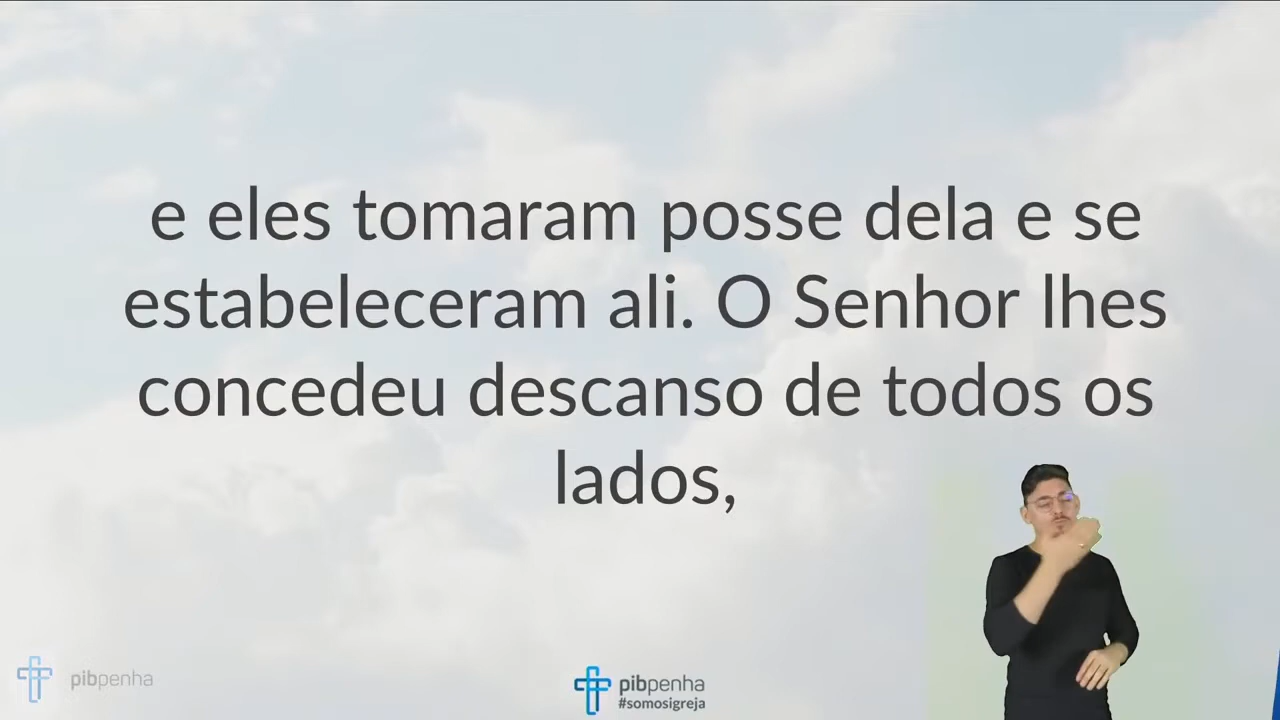 e eles tomaram posse dela e se
estabeleceram ali. O Senhor lhes
concedeu descanso de todos os
lados,
pibpenha
pibpenha
#somosigreja